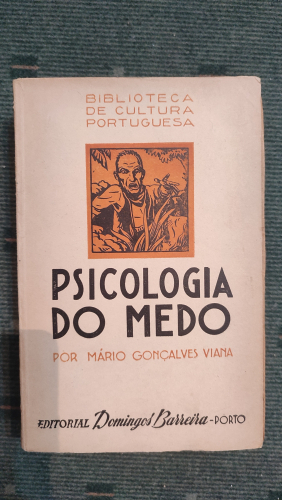 BIBLIOTECA
DE CULTURA
PORTUGUESA
PSICOLOGIA
DO MEDO
POR MÁRIO GONÇALVES VIANA
EDITORIAL Domingos Barreira - PORTO